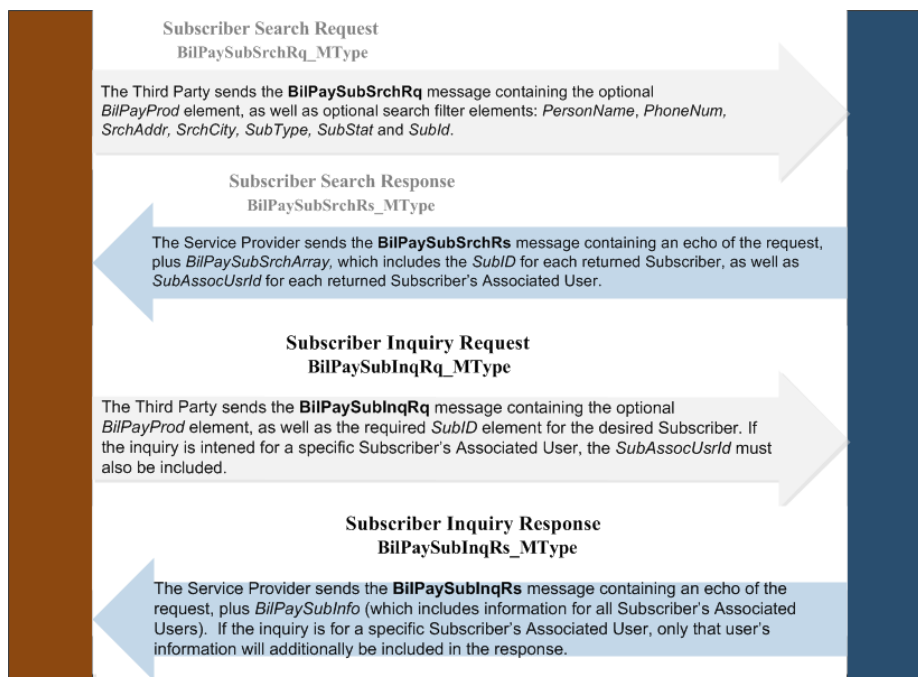 Subscriber Search Request
BilPaySubSrchRq_MType
The Third Party sends the BilPaySubSrchRq message containing the optional
BilPayProd element, as well as optional search filter elements: PersonName, PhoneNum,
SrchAddr, SrchCity, SubType, SubStat and SubId.
Subscriber Search Response
BilPaySubSrchRs_MType
The Service Provider sends the BilPaySubSrchRs message containing an echo of the request,
plus BilPaySubSrchArray, which includes the SubID for each returned Subscriber, as well as
SubAssocUsrId for each returned Subscriber's Associated User.
Subscriber Inquiry Request
BilPaySubInqRq_MType
The Third Party sends the BilPaySubInqRq message containing the optional
BilPayProd element, as well as the required SubID element for the desired Subscriber. If
the inquiry is intened for a specific Subscriber's Associated User, the SubAssocUsrId must
also be included.
Subscriber Inquiry Response
BilPaySubInqRs_MType
The Service Provider sends the BilPaySubInqRs message containing an echo of the
request, plus BilPaySubInfo (which includes information for all Subscriber's Associated
Users). If the inquiry is for a specific Subscriber's Associated User, only that user's
information will additionally be included in the response.